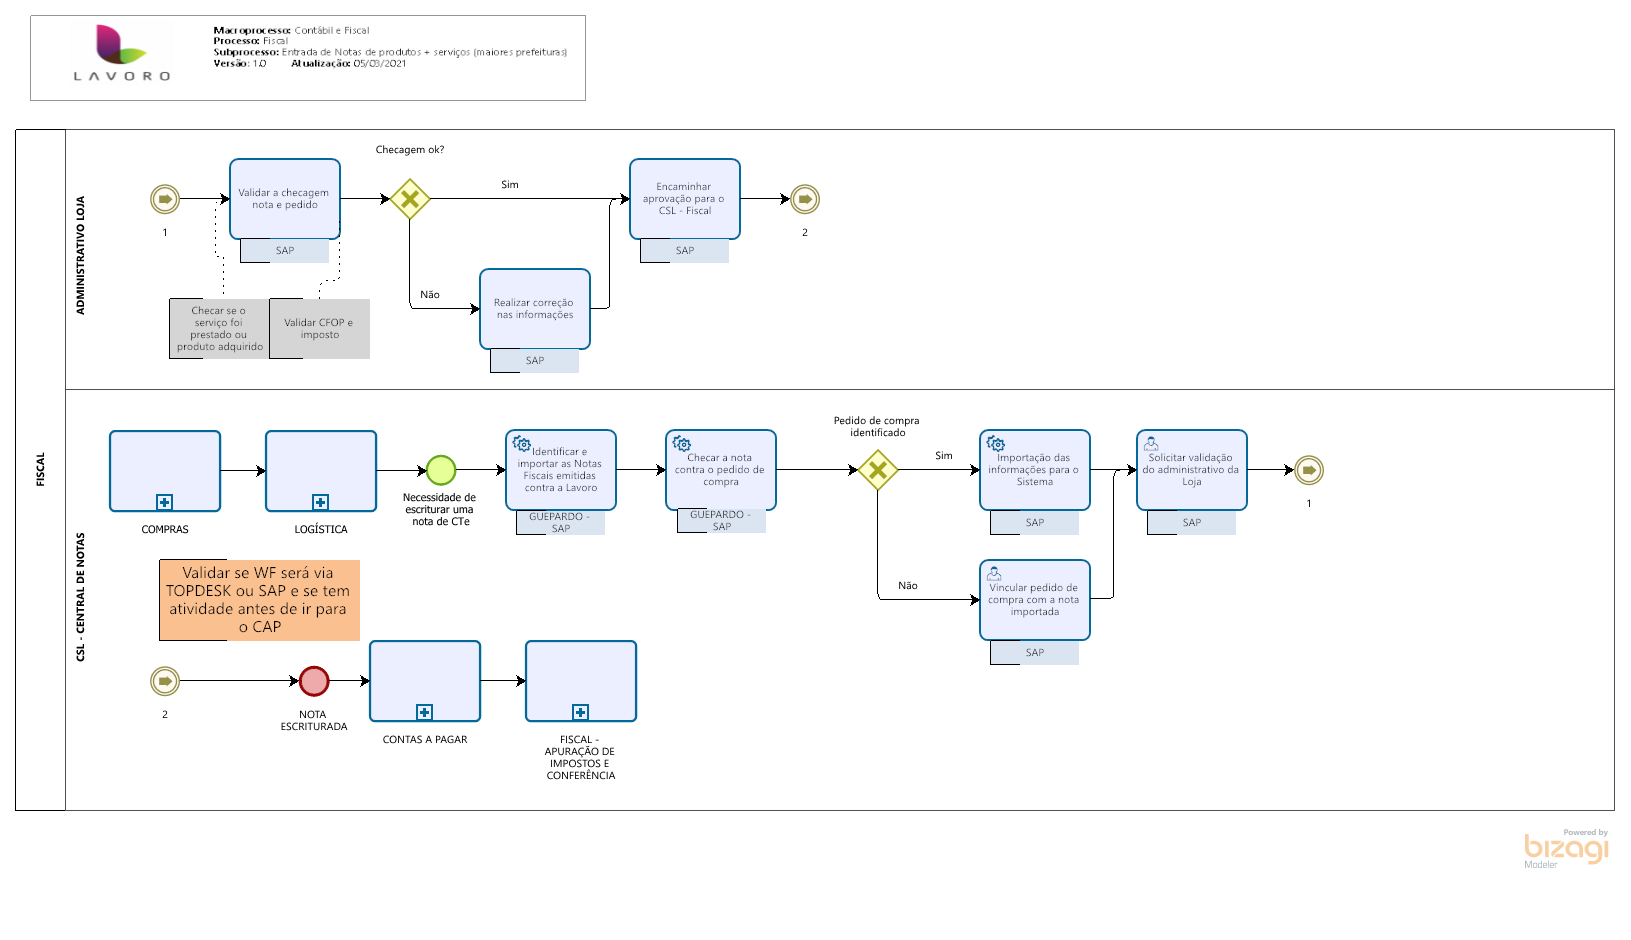 LAVORO
Macroprocesso: Contábil e Fiscal
Processo: Fiscal
Subprocesso: Entrada de Notas de produtos + serviços (maiores prefeituras)
Versão: 1.0 Atualização: 05/03/2021
FISCAL
ADMINISTRATIVO LOJA
1
Validar a checagem
nota e pedido
SAP
Checar se o
serviço foi
prestado ou
produto adquirido
Validar CFOP e
imposto
Checagem ok?
Sim
Não
Realizar correção
nas informações
SAP
Encaminhar
aprovação para o
CSL - Fiscal
SAP
2
CSL - CENTRAL DE NOTAS
COMPRAS
LOGÍSTICA
Necessidade de
escriturar uma
nota de CTe
Identificar e
importar as Notas
Fiscais emitidas
contra a Lavoro
GUEPARDO -
SAP
Checar a nota
contra o pedido de
compra
GUEPARDO -
SAP
Pedido de compra
identificado
Sim
Não
Importação das
informações para o
Sistema
SAP
Vincular pedido de
compra com a nota
importada
SAP
Solicitar validação
do administrativo da
Loja
SAP
1
Validar se WF será via
TOPDESK ou SAP e se tem
atividade antes de ir para
o CAP
2
NOTA
ESCRITURADA
CONTAS A PAGAR
FISCAL -
APURAÇÃO DE
IMPOSTOS E
CONFERÊNCIA
Powered by
bizagi
Modeler